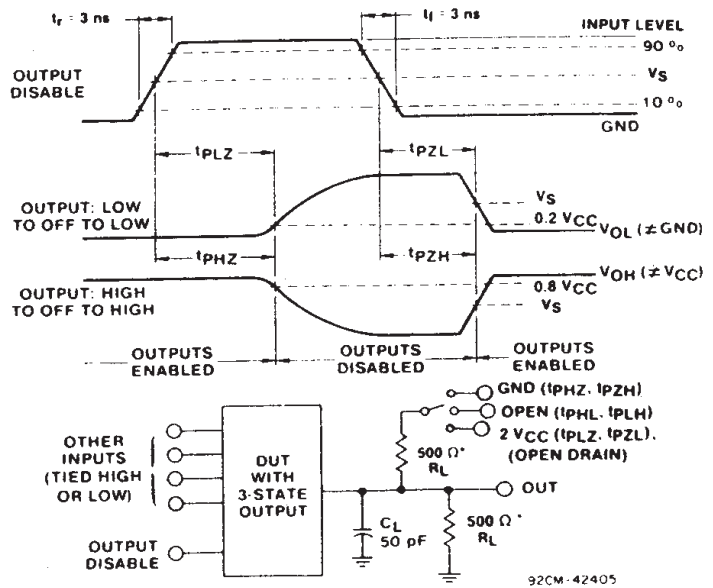 tr = 3 ns
tf = 3 ns
INPUT LEVEL
90 %
OUTPUT
DISABLE
VS
10 %
GND
tPLZ
tPZL
OUTPUT: LOW
TO OFF TO LOW
VS
0.2 VCC
VOL (≠ GND)
tPHZ
tPZH
OUTPUT: HIGH
TO OFF TO HIGH
VOH (≠ VCC)
0.8 VCC
VS
OUTPUTS
ENABLED
OUTPUTS
DISABLED
OUTPUTS
ENABLED
GND (tPHZ, tPZH)
OPEN (tPHL, tPLH)
2 VCC (tPLZ, tPZL),
(OPEN DRAIN)
OTHER
INPUTS
(TIED HIGH
OR LOW)
DUT
WITH
3-STATE
OUTPUT
500 Ω*
RL
OUT
CL
50 pF
500 Ω*
RL
OUTPUT
DISABLE
92CM-42405